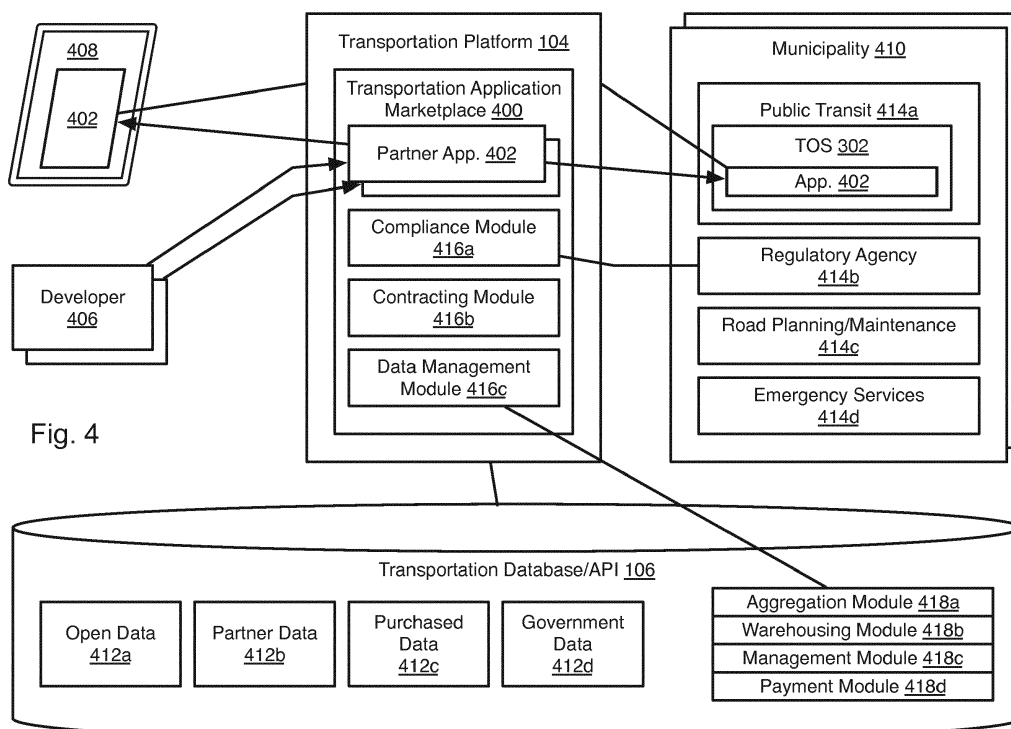 408
402
Developer
406
Fig. 4
Transportation Platform 104
Transportation Application
Marketplace 400
Partner App. 402
Compliance Module
416a
Contracting Module
416b
Data Management
Module 416c
Municipality 410
Public Transit 414a
TOS 302
App. 402
Regulatory Agency
414b
Road Planning/Maintenance
414c
Emergency Services
414d
Transportation Database/API 106
Open Data
412a
Partner Data
412b
Purchased
Data
412c
Government
Data
412d
Aggregation Module 418a
Warehousing Module 418b
Management Module 418c
Payment Module 418d